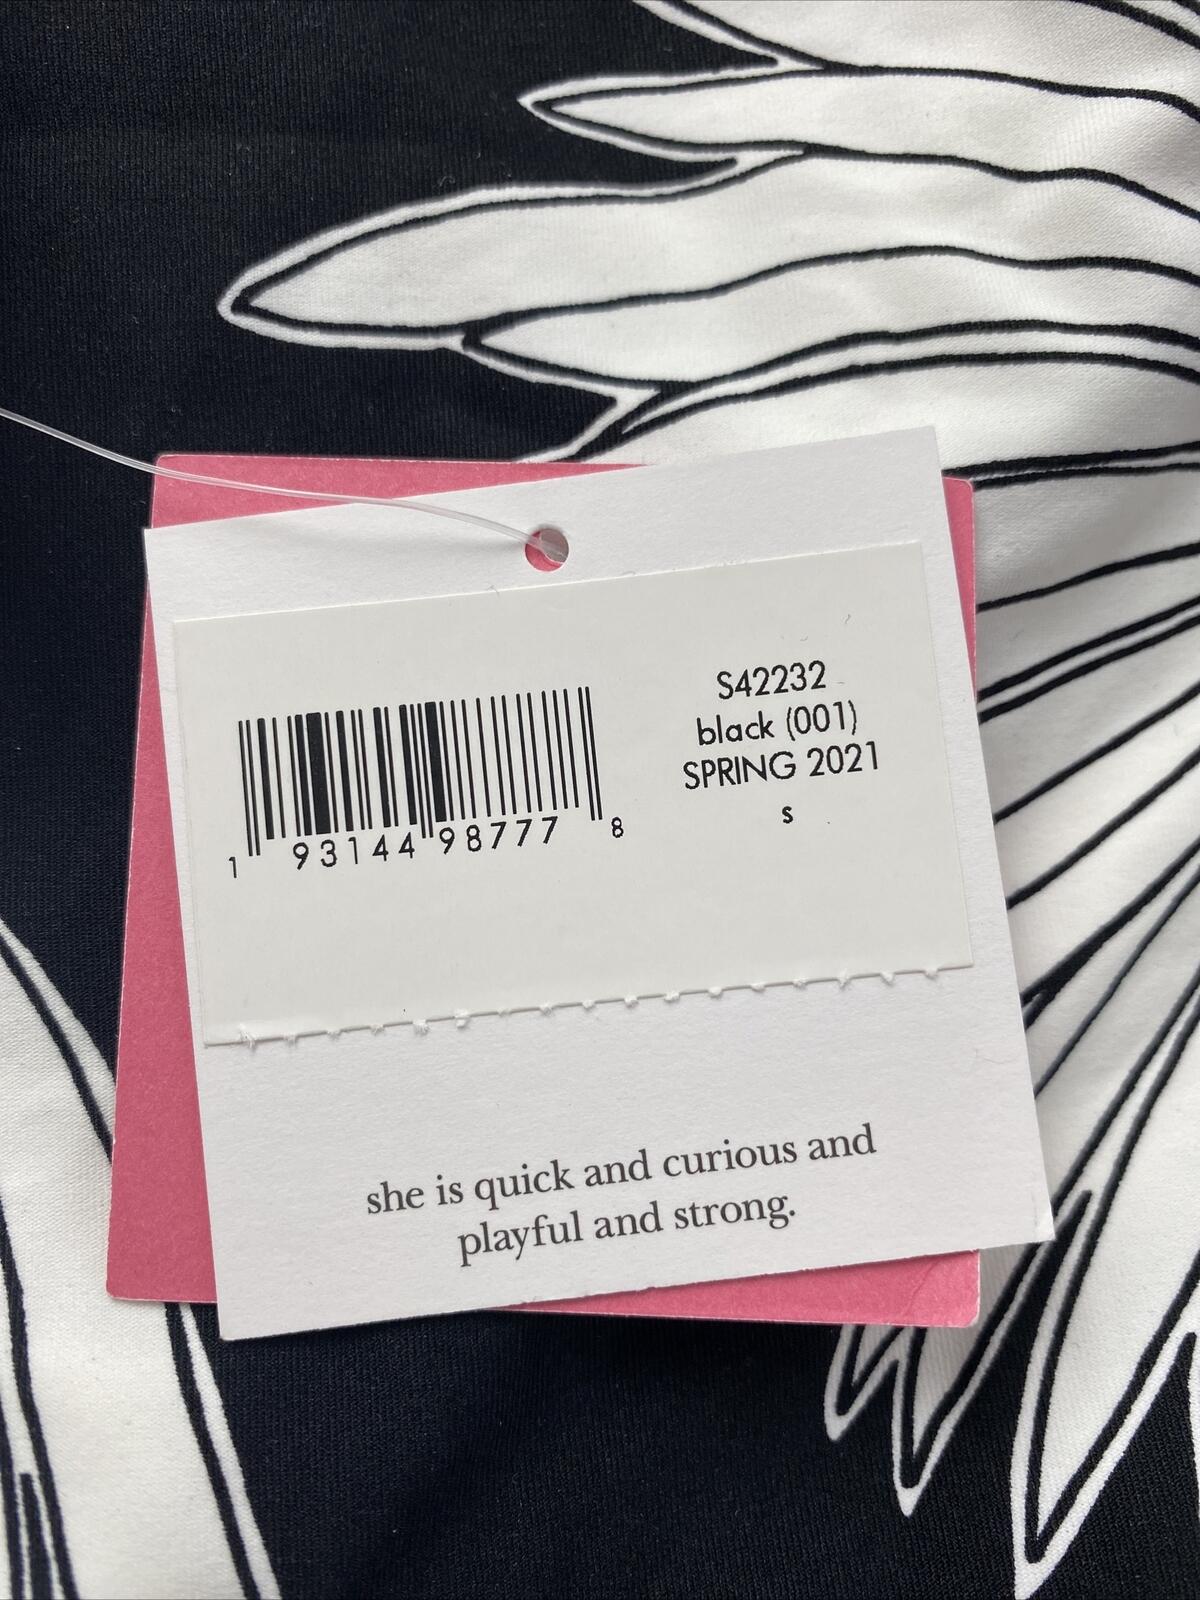 S42232
black (001)
SPRING 2021
s
1 93144 98777 8
she is quick and curious and
playful and strong.